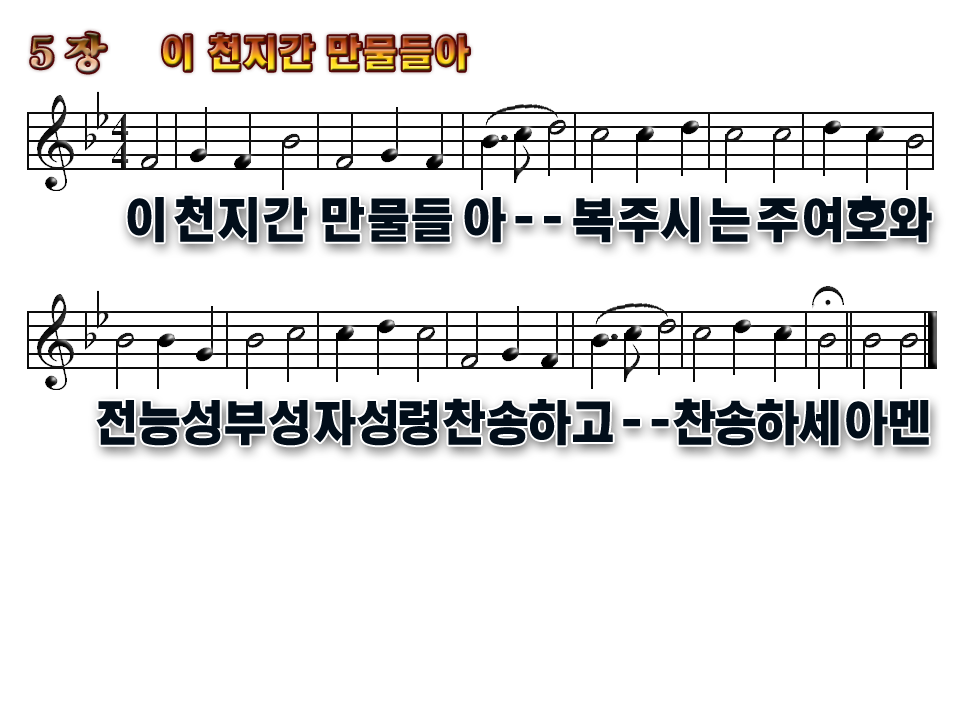 5 장 이 천지간 만물들아
이 천지간 만물들 아 - - 복주시는 주여호와
전능성부성자성령찬송하고 - - 찬송하세 아멘